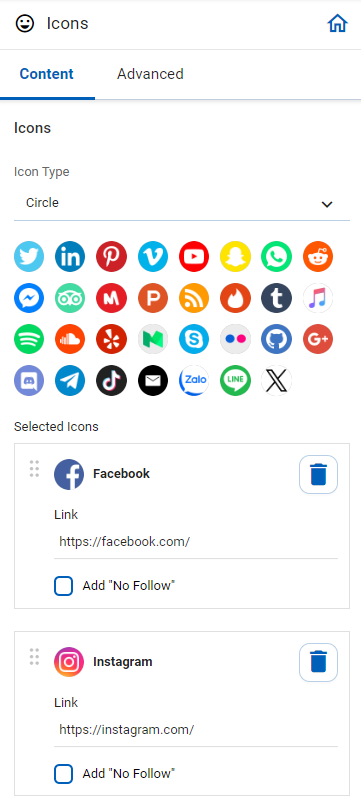 Icons
Content Advanced
Icons
Icon Type
Circle
in
G+
Zalo
LINE
Selected Icons
Facebook
Link
https://facebook.com/
Add "No Follow"
Instagram
Link
https://instagram.com/
Add "No Follow"